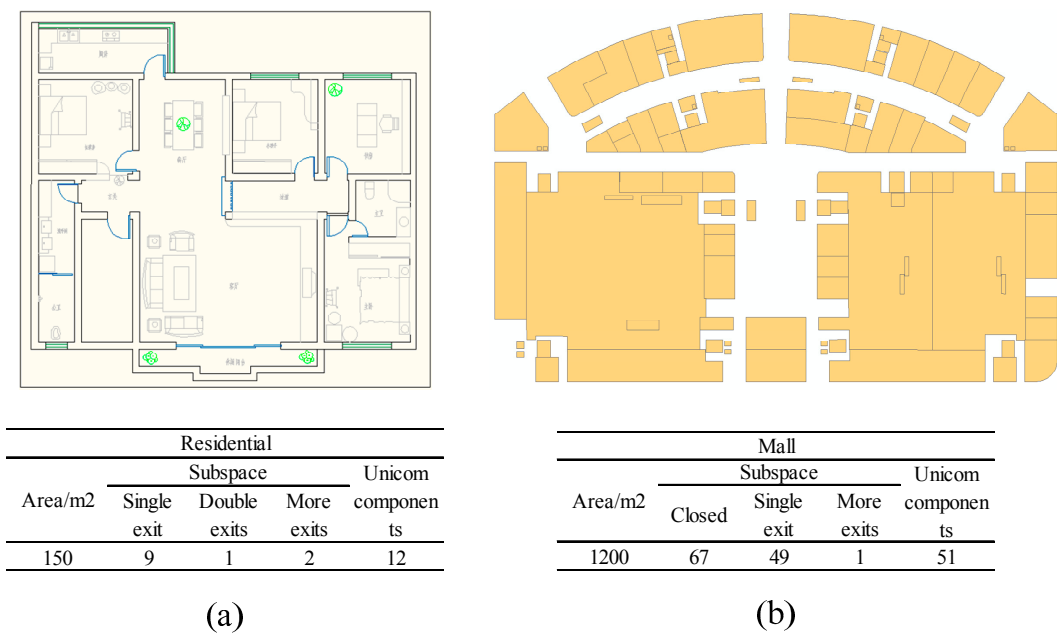 Residential
Area/m2
Subspace
Unicom
componen
ts
Single
exit
Double
exits
More
exits
150 9 1 2 12
Mall
Area/m2
Subspace
Unicom
componen
ts
Closed
Single
exit
More
exits
1200 67 49 1 51
(a)
(b)